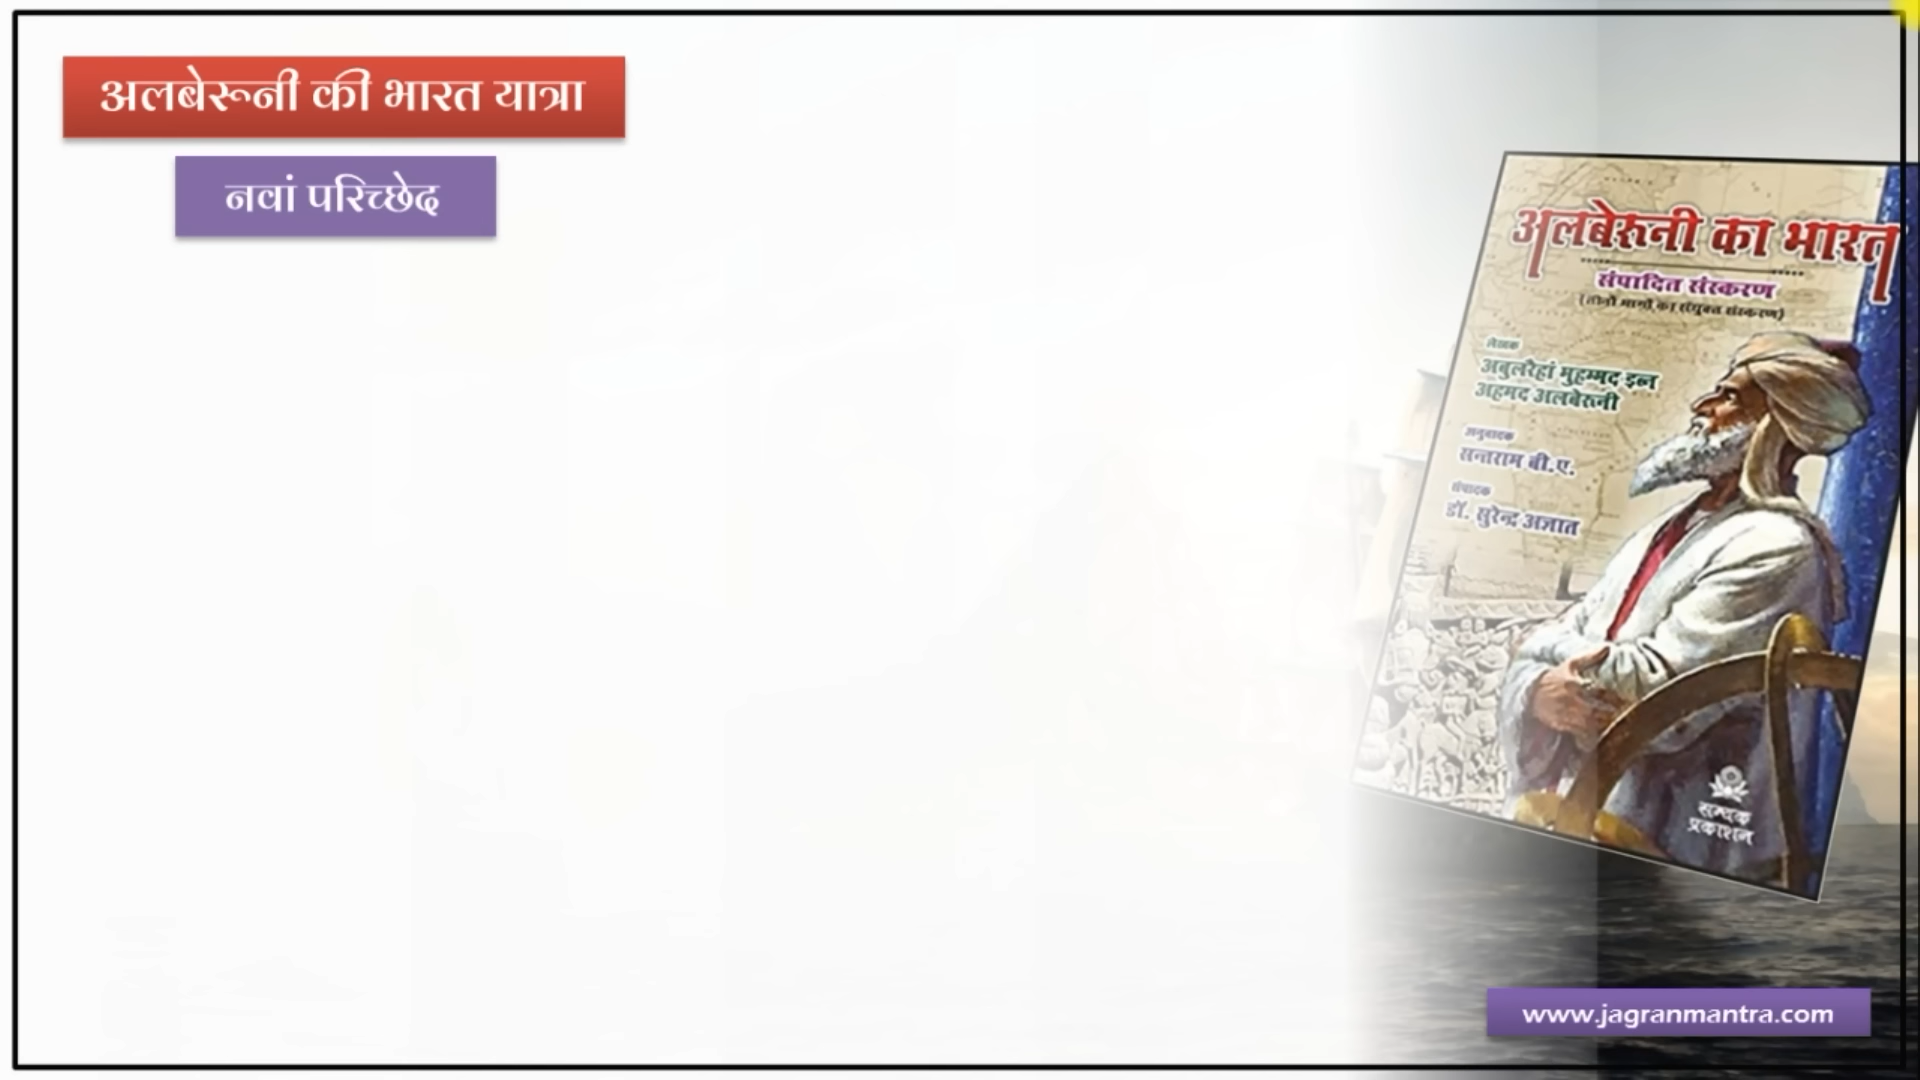 अलबेरूनी की भारत यात्रा
नवां परिच्छेद
अलबेरूनी का भारत
संपादित संस्करण
(तीनों भागों का संयुक्त संस्करण)
लेखक
अबुलरैहां मुहम्मद इब्न
अहमद अलबेरूनी
अनुवादक
सन्तराम बी.ए.
संपादक
डॉ. सुरेन्द्र अज्ञात
सम्यक
प्रकाशन
www.jagranmantra.com